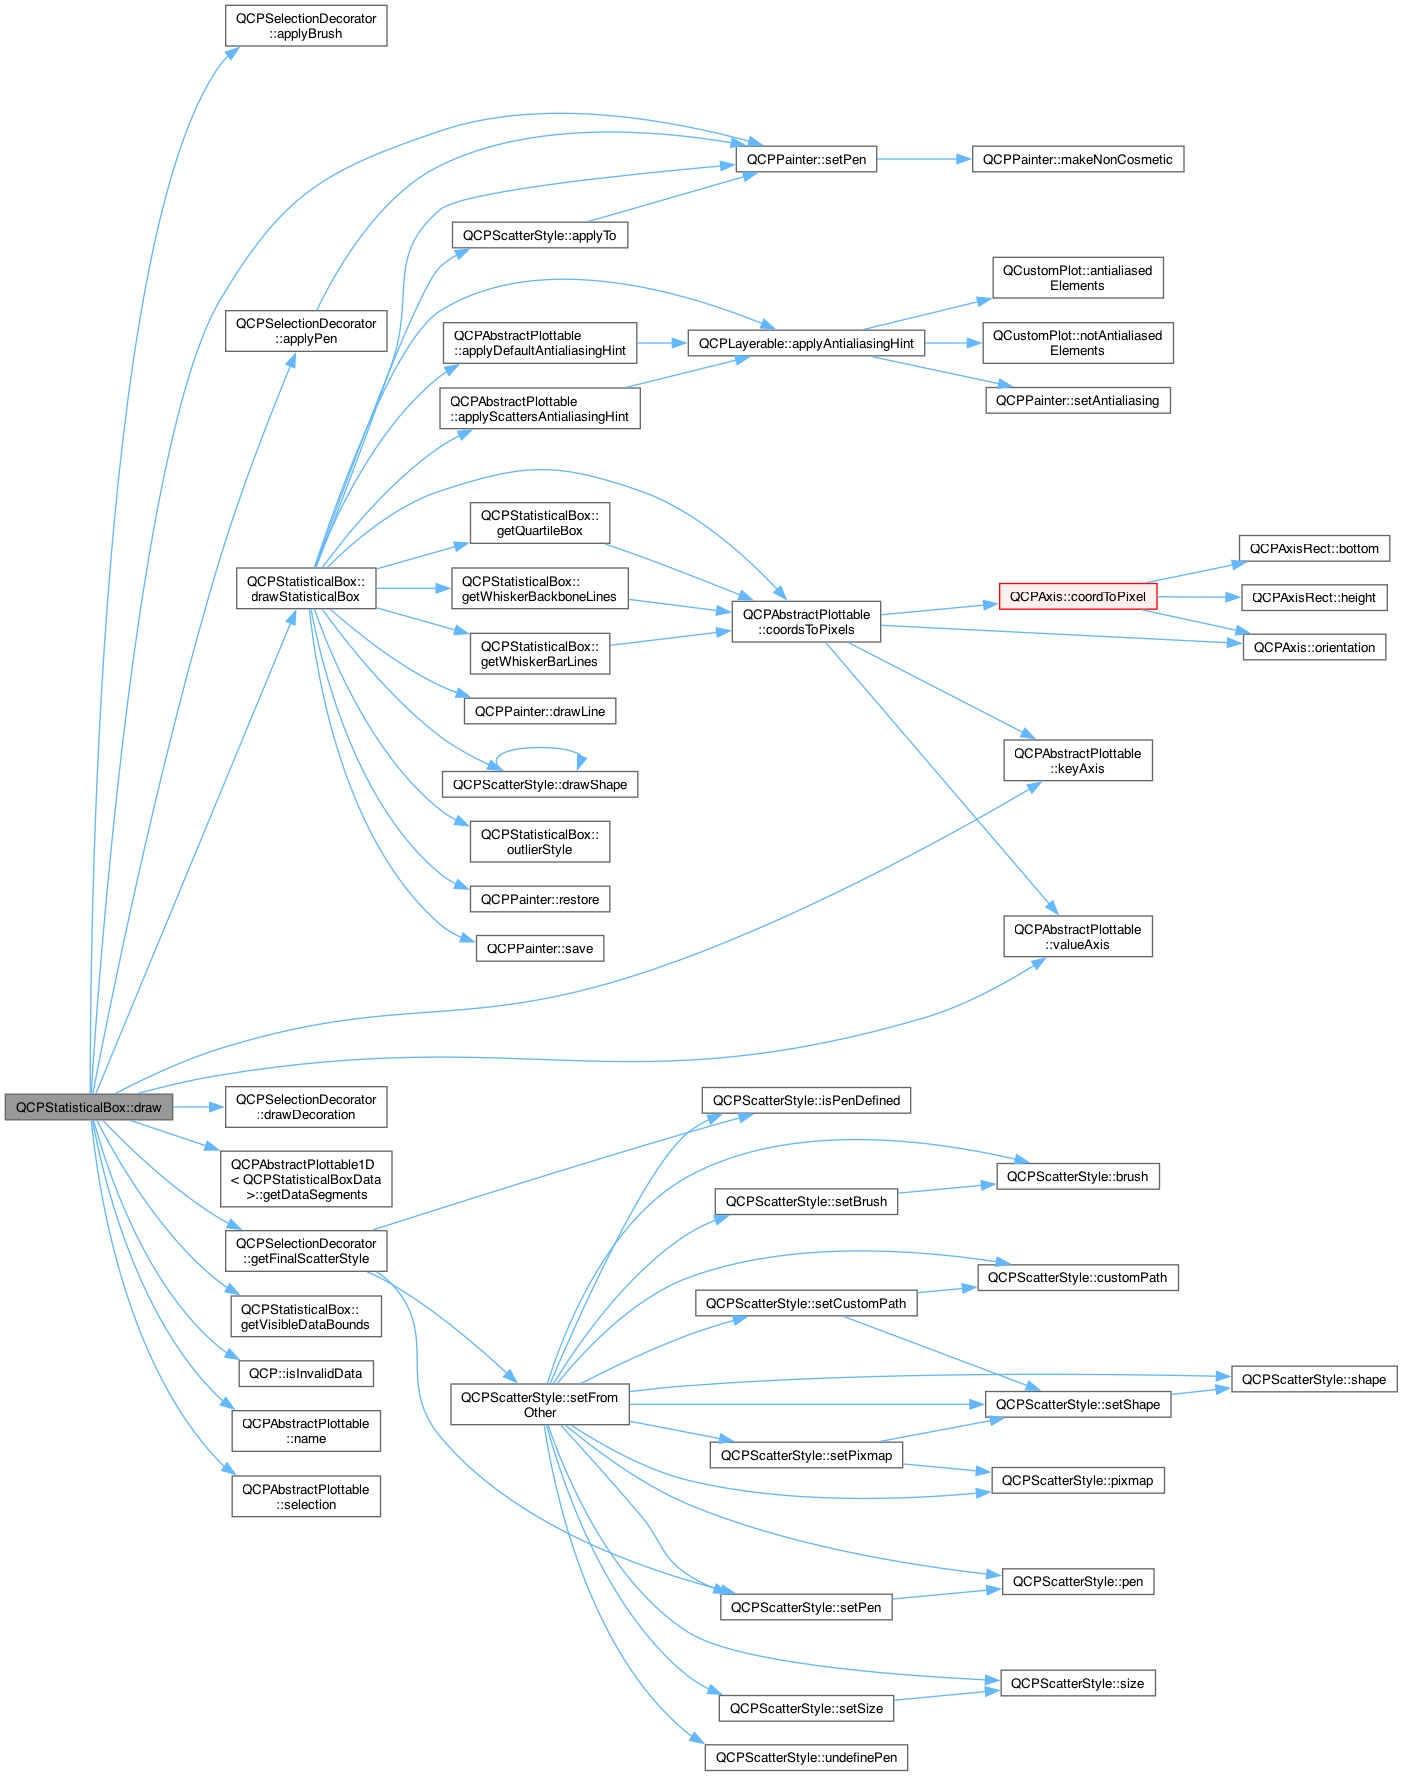 QCPSelectionDecorator
::applyBrush
QCPPainter::setPen
QCPPainter::makeNonCosmetic
QCPScatterStyle::applyTo
QCustomPlot::antialiased
Elements
QCPSelectionDecorator
::applyPen
QCPAbstractPlottable
::applyDefaultAntialiasingHint
QCPLayerable::applyAntialiasingHint
QCustomPlot::notAntialiased
Elements
QCPAbstractPlottable
::applyScattersAntialiasingHint
QCPPainter::setAntialiasing
QCPStatisticalBox::
getQuartileBox
QCPAxisRect::bottom
QCPStatisticalBox::
drawStatisticalBox
QCPStatisticalBox::
getWhiskerBackboneLines
QCPAxis::coordToPixel
QCPAxisRect::height
QCPAbstractPlottable
::coordsToPixels
QCPStatisticalBox::
getWhiskerBarLines
QCPAxis::orientation
QCPPainter::drawLine
QCPAbstractPlottable
::keyAxis
QCPScatterStyle::drawShape
QCPStatisticalBox::
outlierStyle
QCPPainter::restore
QCPPainter::save
QCPAbstractPlottable
::valueAxis
QCPStatisticalBox::draw
QCPSelectionDecorator
::drawDecoration
QCPScatterStyle::isPenDefined
QCPAbstractPlottable1D
< QCPStatisticalBoxData
>::getDataSegments
QCPScatterStyle::brush
QCPScatterStyle::setBrush
QCPSelectionDecorator
::getFinalScatterStyle
QCPScatterStyle::customPath
QCPScatterStyle::setCustomPath
QCPStatisticalBox::
getVisibleDataBounds
QCP::isInvalidData
QCPScatterStyle::shape
QCPScatterStyle::setFrom
Other
QCPScatterStyle::setShape
QCPAbstractPlottable
::name
QCPScatterStyle::setPixmap
QCPScatterStyle::pixmap
QCPAbstractPlottable
::selection
QCPScatterStyle::pen
QCPScatterStyle::setPen
QCPScatterStyle::size
QCPScatterStyle::setSize
QCPScatterStyle::undefinePen